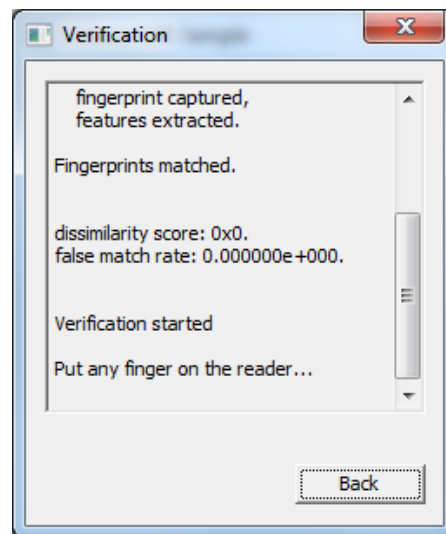 Verification
fingerprint captured,
features extracted.
Fingerprints matched.
dissimilarity score: 0x0.
false match rate: 0.000000e+000.
Verification started
Put any finger on the reader...
Back